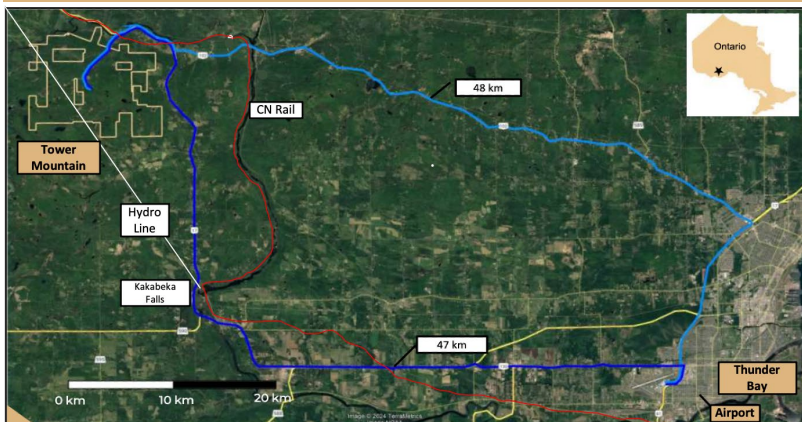 Ontario
48 km
CN Rail
Tower
Mountain
Hydro
Line
Kakabeka
Falls
47 km
Thunder
Bay
Airport
0 km
10 km
20 km
Image © 2024 TerraMetrics